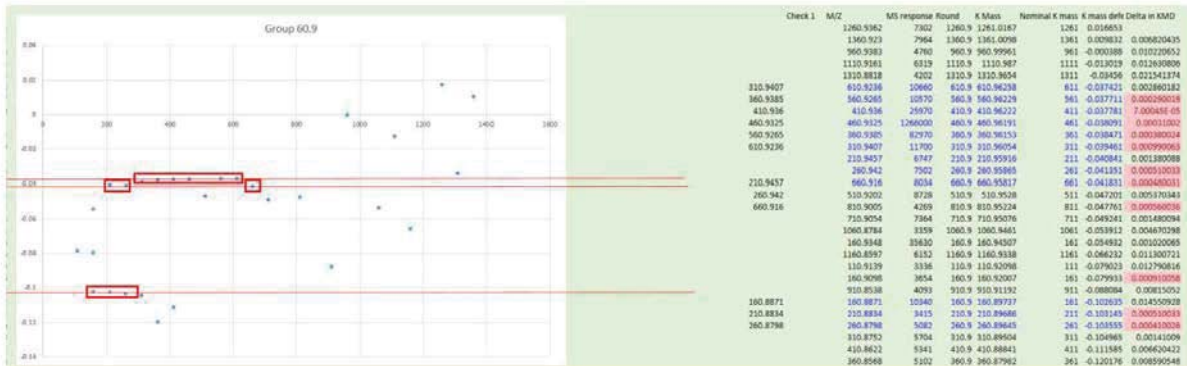 Group 60.9
0.04
0.02
0
0 200 400 600 800 1000 1200 1400 1600
-0.02
-0.04
-0.06
-0.08
-0.1
-0.12
-0.14
Check 1 M/Z MS response Round K Mass Nominal K mass K mass defe Delta in KMD
1260.9362 7302 1260.9 1261.0167 1261 0.016653
1360.923 7964 1360.9 1361.0098 1361 0.009832 0.006820435
960.9383 4760 960.9 960.99961 961 -0.000388 0.010220652
1110.9161 6319 1110.9 1110.987 1111 -0.013019 0.012630806
1310.8818 4202 1310.9 1310.9654 1311 -0.03456 0.021541374
310.9407 610.9236 10660 610.9 610.96258 611 -0.037421 0.002860182
360.9385 560.9265 10570 560.9 560.96229 561 -0.037711 0.000290019
410.936 410.936 25970 410.9 410.96222 411 -0.037781 7.00045E-05
460.9325 460.9325 1266000 460.9 460.96191 461 -0.038091 0.00031002
560.9265 360.9385 82970 360.9 360.96153 361 -0.038471 0.000380024
610.9236 310.9407 11700 310.9 310.96054 311 -0.039461 0.000990063
210.9457 6747 210.9 210.95916 211 -0.040841 0.001380088
260.942 7502 260.9 260.95865 261 -0.041351 0.000510033
210.9457 660.916 8034 660.9 660.95817 661 -0.041831 0.000480031
260.942 510.9202 8728 510.9 510.9528 511 -0.047201 0.005370343
660.916 810.9005 4269 810.9 810.95224 811 -0.047761 0.000560036
710.9054 7364 710.9 710.95076 711 -0.049241 0.001480094
1060.8784 3359 1060.9 1060.9461 1061 -0.053912 0.004670298
160.9348 35630 160.9 160.94507 161 -0.054932 0.001020065
1160.8597 6152 1160.9 1160.9338 1161 -0.066232 0.011300721
110.9139 3336 110.9 110.92098 111 -0.079023 0.012790816
160.9098 3654 160.9 160.92007 161 -0.079933 0.000910058
910.8538 4093 910.9 910.91192 911 -0.088084 0.00815052
160.8871 160.8871 10340 160.9 160.89737 161 -0.102635 0.014550928
210.8834 210.8834 3415 210.9 210.89686 211 -0.103145 0.000510033
260.8798 260.8798 5082 260.9 260.89645 261 -0.103555 0.000410026
310.8752 5704 310.9 310.89504 311 -0.104965 0.00141009
410.8622 5341 410.9 410.88841 411 -0.111585 0.006620422
360.8568 5102 360.9 360.87982 361 -0.120176 0.008590548